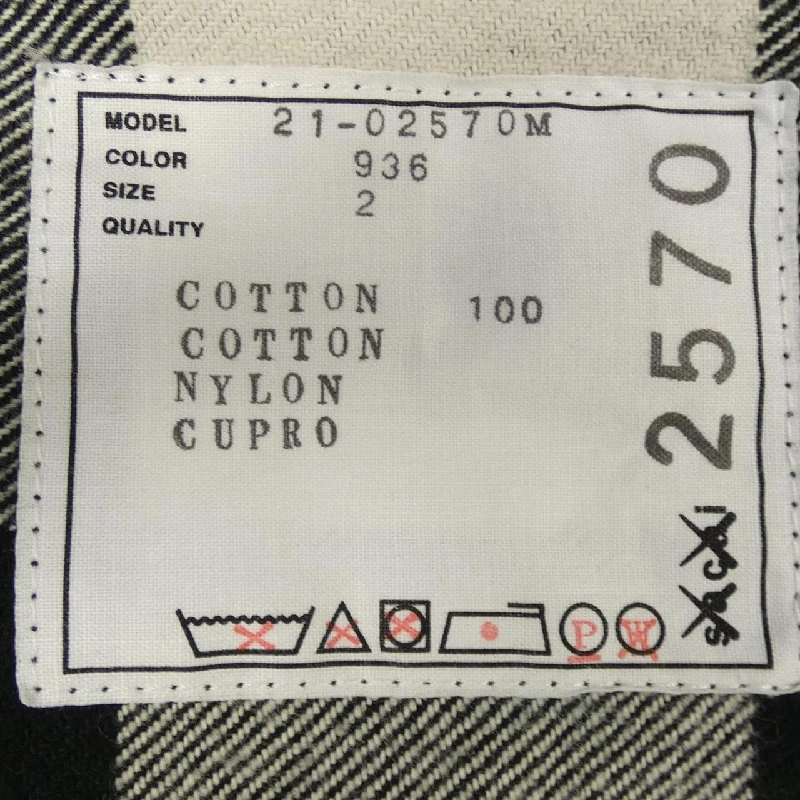 MODEL 21-02570M
COLOR 936
SIZE 2
QUALITY
COTTON 100
COTTON
NYLON
CUPRO
P W
2570
sacai